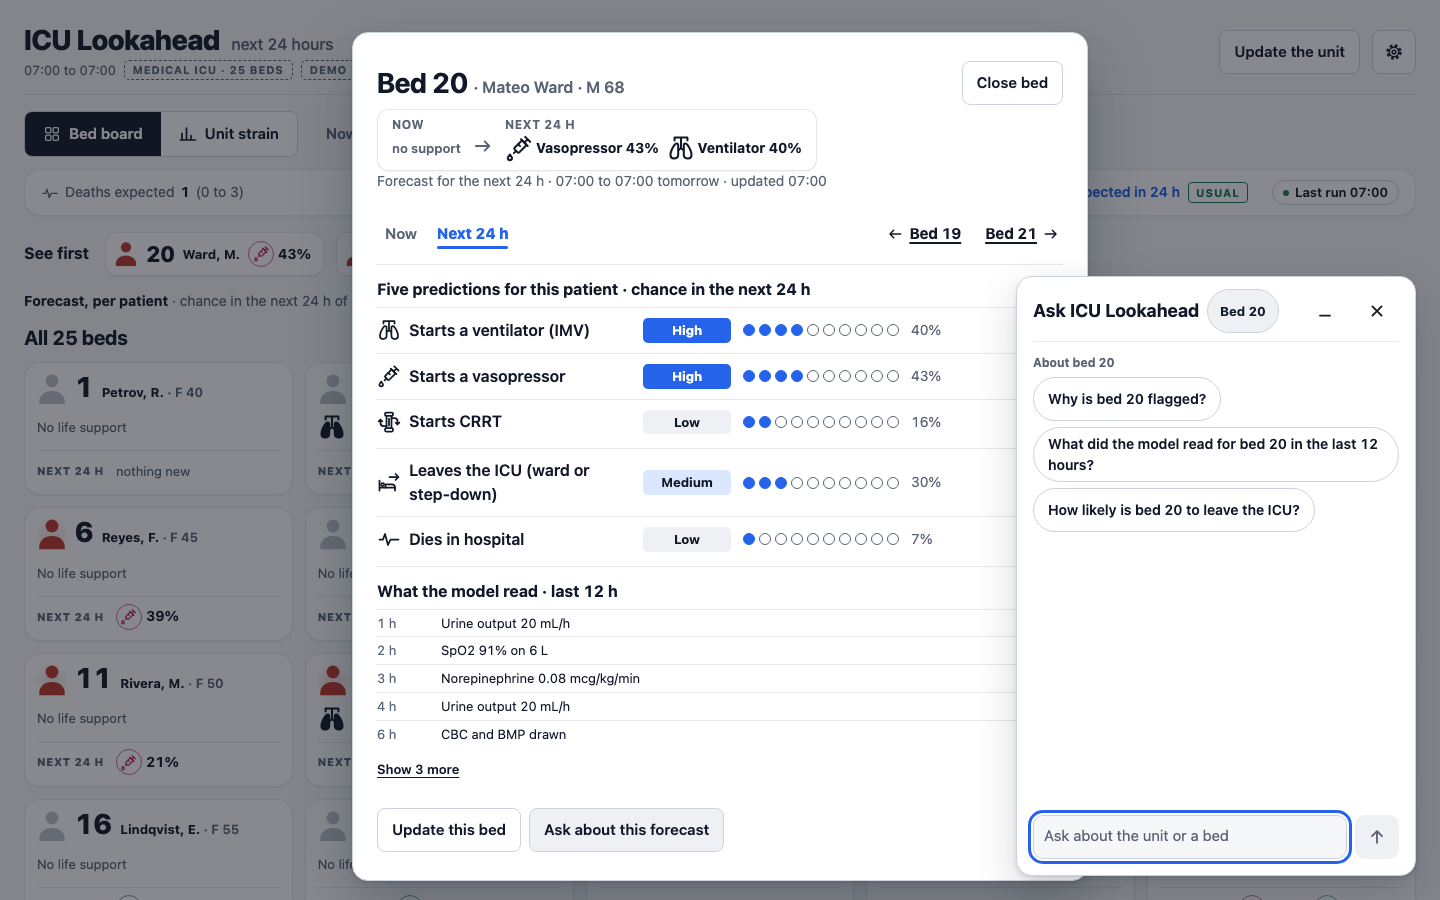 ICU Lookahead next 24 hours
07:00 to 07:00 MEDICAL ICU · 25 BEDS DEMO
Update the unit
Bed board
Unit strain
Now
Deaths expected 1 (0 to 3)
pected in 24 h USUAL
Last run 07:00
See first
20 Ward, M. 43%
Forecast, per patient · chance in the next 24 h of
All 25 beds
1 Petrov, R. · F 40
No life support
NEXT 24 H nothing new
NEXT
6 Reyes, F. · F 45
No life support
NEXT 24 H 39%
No life
NEXT
11 Rivera, M. · F 50
No life support
NEXT 24 H 21%
NEXT
16 Lindqvist, E. · F 55
No life support
No life
Bed 20 · Mateo Ward · M 68
Close bed
NOW
no support
NEXT 24 H
Vasopressor 43%
Ventilator 40%
Forecast for the next 24 h · 07:00 to 07:00 tomorrow · updated 07:00
Now
Next 24 h
← Bed 19
Bed 21 →
Five predictions for this patient · chance in the next 24 h
Starts a ventilator (IMV) High 40%
Starts a vasopressor High 43%
Starts CRRT Low 16%
Leaves the ICU (ward or
step-down) Medium 30%
Dies in hospital Low 7%
What the model read · last 12 h
1 h Urine output 20 mL/h
2 h SpO2 91% on 6 L
3 h Norepinephrine 0.08 mcg/kg/min
4 h Urine output 20 mL/h
6 h CBC and BMP drawn
Show 3 more
Update this bed
Ask about this forecast
Ask ICU Lookahead Bed 20
About bed 20
Why is bed 20 flagged?
What did the model read for bed 20 in the last 12
hours?
How likely is bed 20 to leave the ICU?
Ask about the unit or a bed